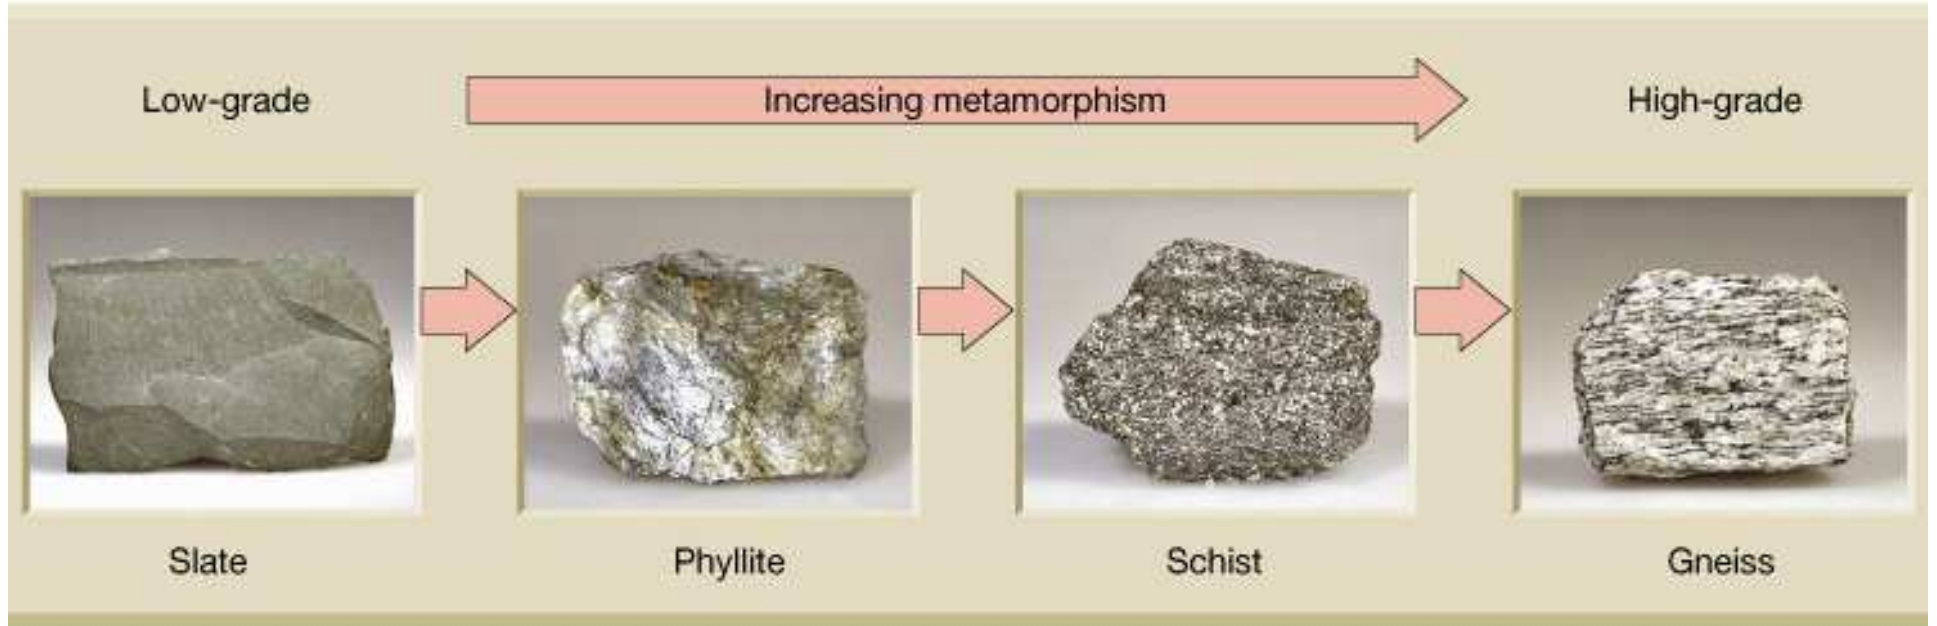 Low-grade
Increasing metamorphism
High-grade
Slate
Phyllite
Schist
Gneiss